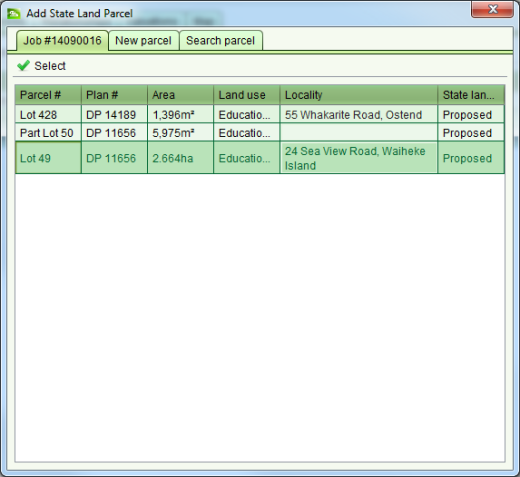 Add State Land Parcel
Job #14090016 New parcel Search parcel
Select
Parcel # Plan # Area Land use Locality State lan...
Lot 428 DP 14189 1,396m² Educatio... 55 Whakarite Road, Ostend Proposed
Part Lot 50 DP 11656 5,975m² Educatio... Proposed
Lot 49 DP 11656 2.664ha Educatio... 24 Sea View Road, Waiheke Proposed
Island